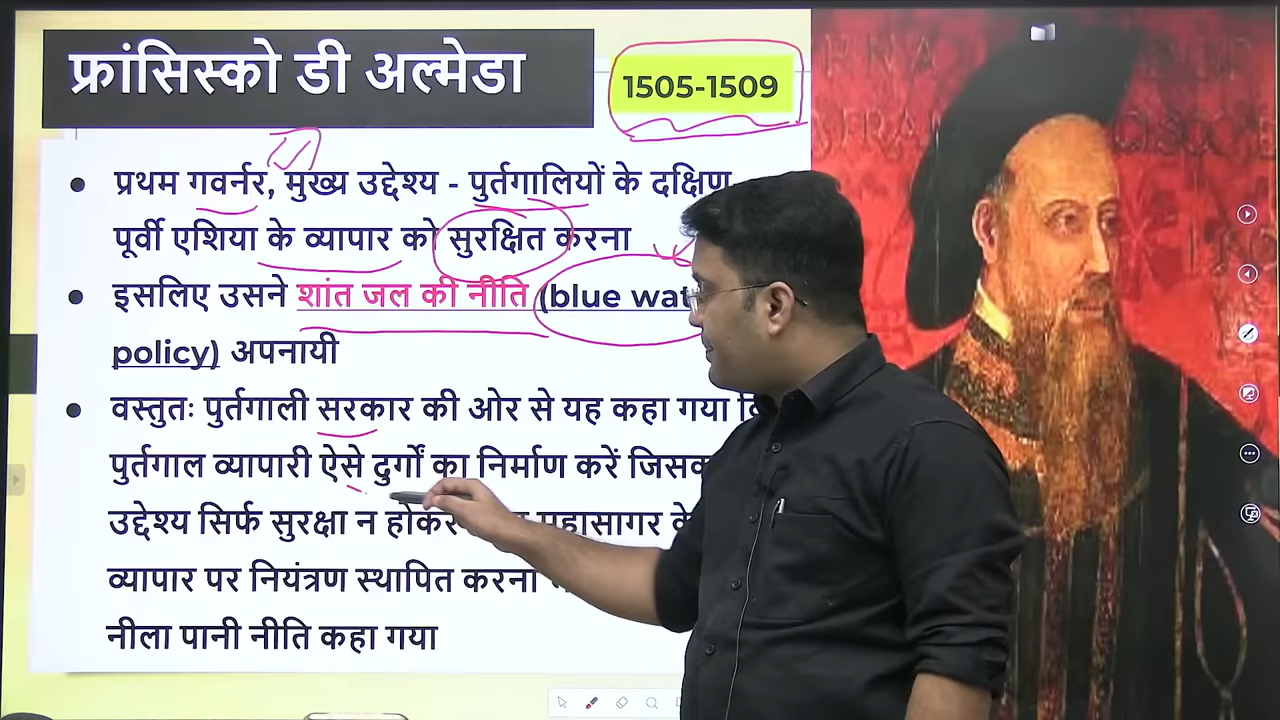 फ्रांसिस्को डी अल्मेडा
1505-1509
प्रथम गवर्नर, मुख्य उद्देश्य - पुर्तगालियों के दक्षिण
पूर्वी एशिया के व्यापार को सुरक्षित करना
इसलिए उसने शांत जल की नीति (blue
policy) अपनायी
वस्तुतः पुर्तगाली सरकार की ओर से यह कहा गया
पुर्तगाल व्यापारी ऐसे दुर्गों का निर्माण करें
उद्देश्य सिर्फ सुरक्षा न होकर महासागर के
व्यापार पर नियंत्रण स्थापित करना
नीला पानी नीति कहा गया